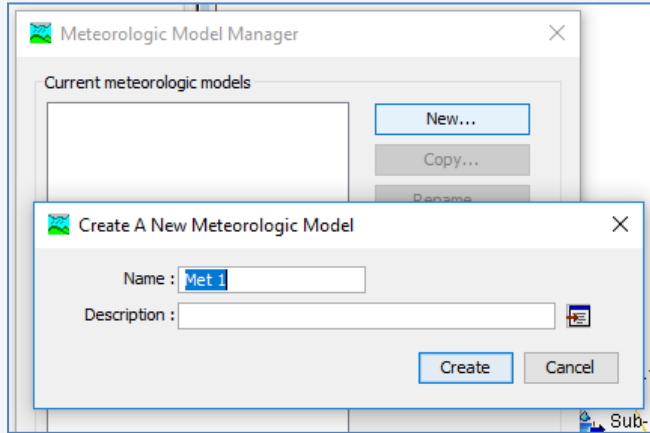 Meteorologic Model Manager
Current meteorologic models
New...
Copy...
Rename...
Create A New Meteorologic Model
Name : Met 1
Description :
Create Cancel
Sub-